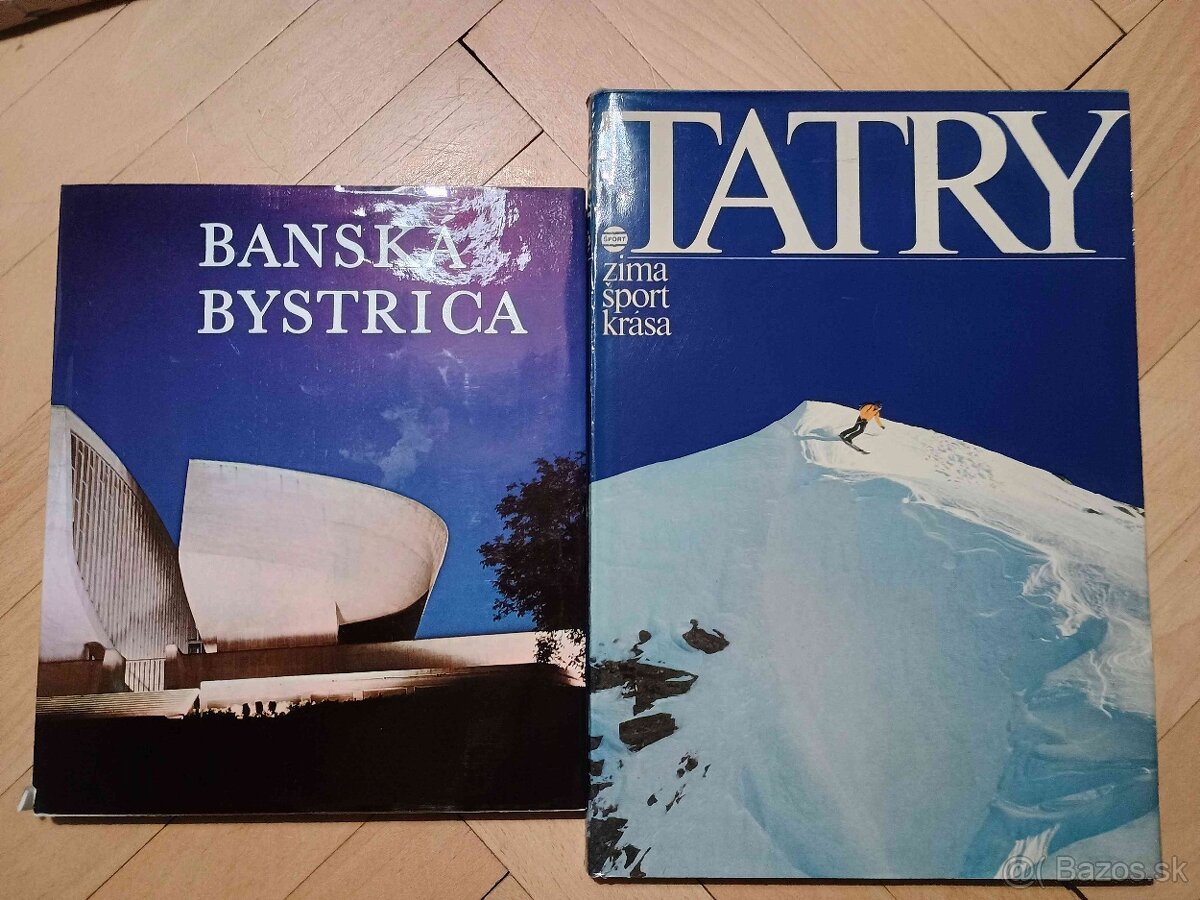 BANSKÁ
BYSTRICA
TATRY
ŠPORT
zima
šport
krása
@( Bazos.sk